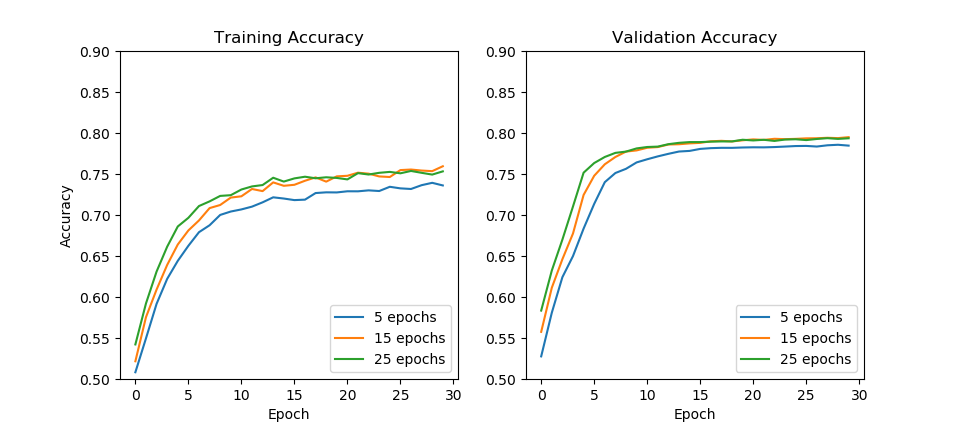 Training Accuracy
Accuracy
0.90
0.85
0.80
0.75
0.70
0.65
0.60
0.55
0.50
0 5 10 15 20 25 30
Epoch
5 epochs
15 epochs
25 epochs
Validation Accuracy
0.90
0.85
0.80
0.75
0.70
0.65
0.60
0.55
0.50
0 5 10 15 20 25 30
Epoch
5 epochs
15 epochs
25 epochs